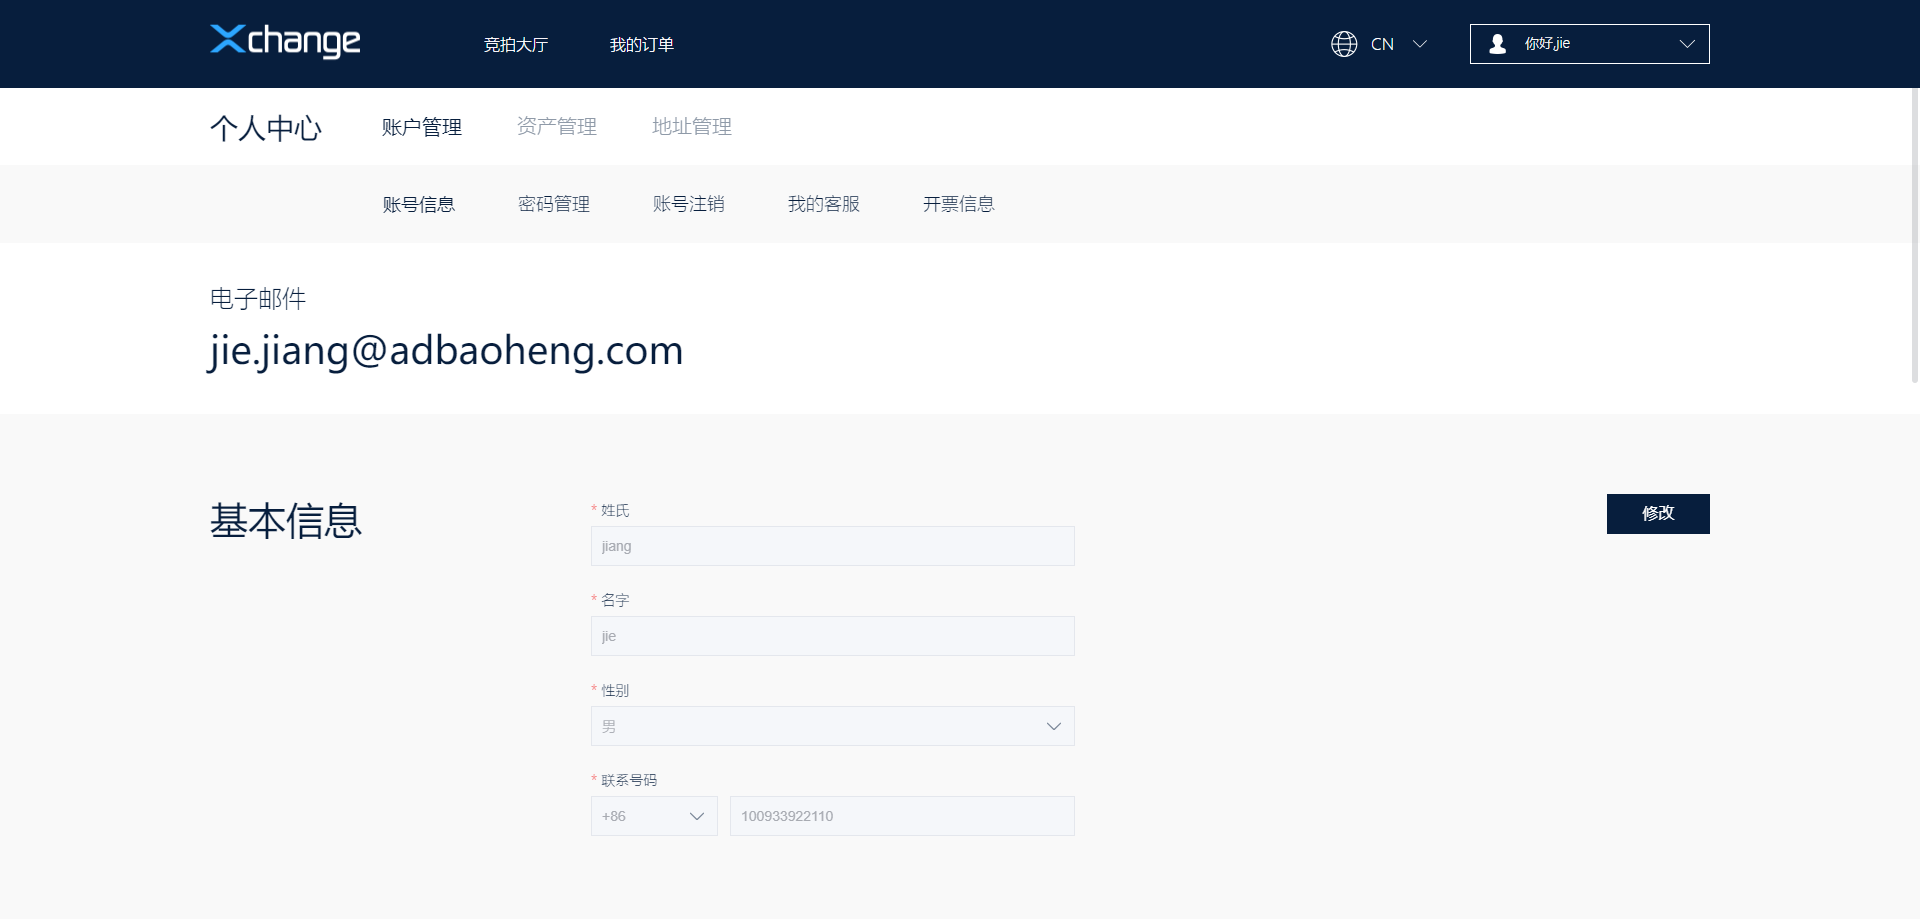 Xchange 竞拍大厅 我的订单 CN 你好,jie
个人中心 账户管理 资产管理 地址管理
账号信息 密码管理 账号注销 我的客服 开票信息
电子邮件
jie.jiang@adbaoheng.com
基本信息
修改
* 姓氏
jiang
* 名字
jie
* 性别
男
* 联系号码
+86 100933922110